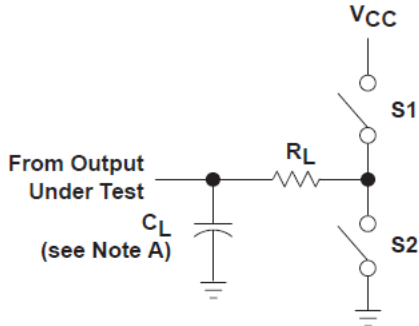 VCC
S1
From Output
Under Test
RL
CL
(see Note A)
S2